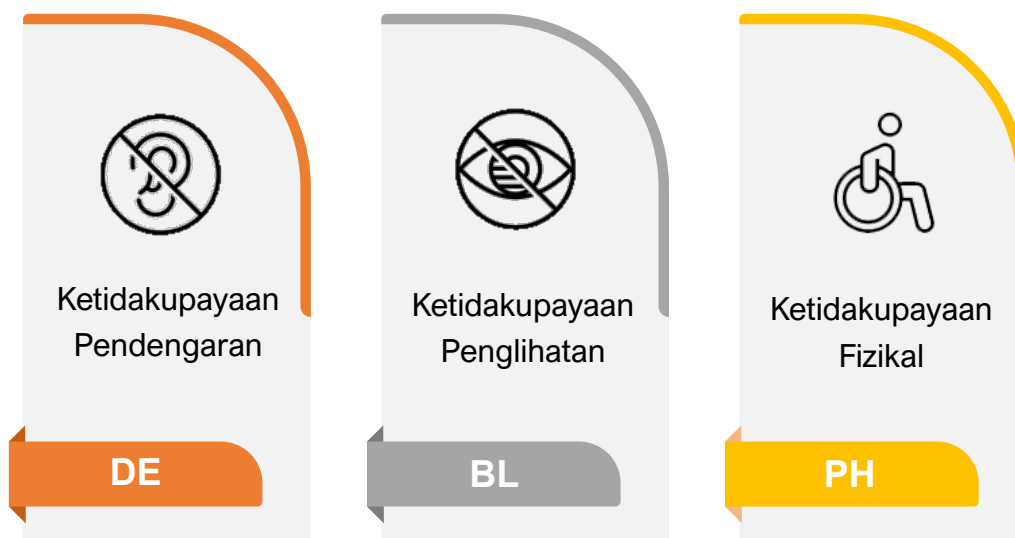 Ketidakupayaan
Pendengaran
DE
Ketidakupayaan
Penglihatan
BL
Ketidakupayaan
Fizikal
PH